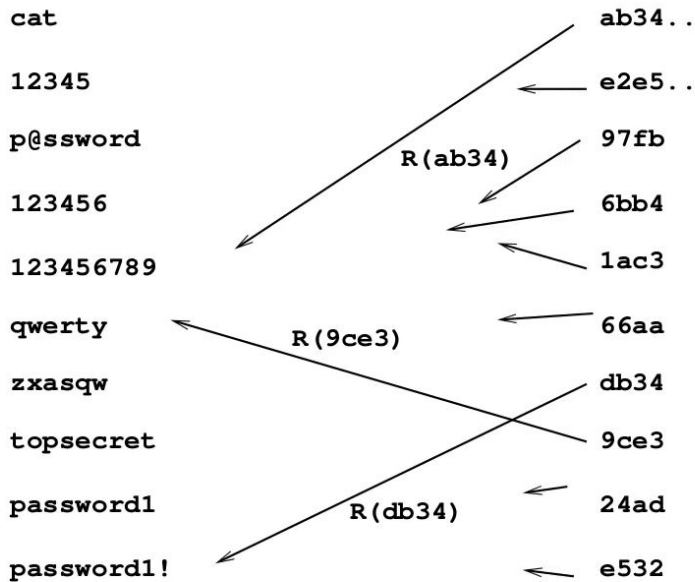 cat ab34..
12345 e2e5..
p@ssword 97fb
R(ab34)
123456 6bb4
123456789 1ac3
qwerty 66aa
R(9ce3)
zxasqw db34
topsecret 9ce3
password1 24ad
R(db34)
password1! e532